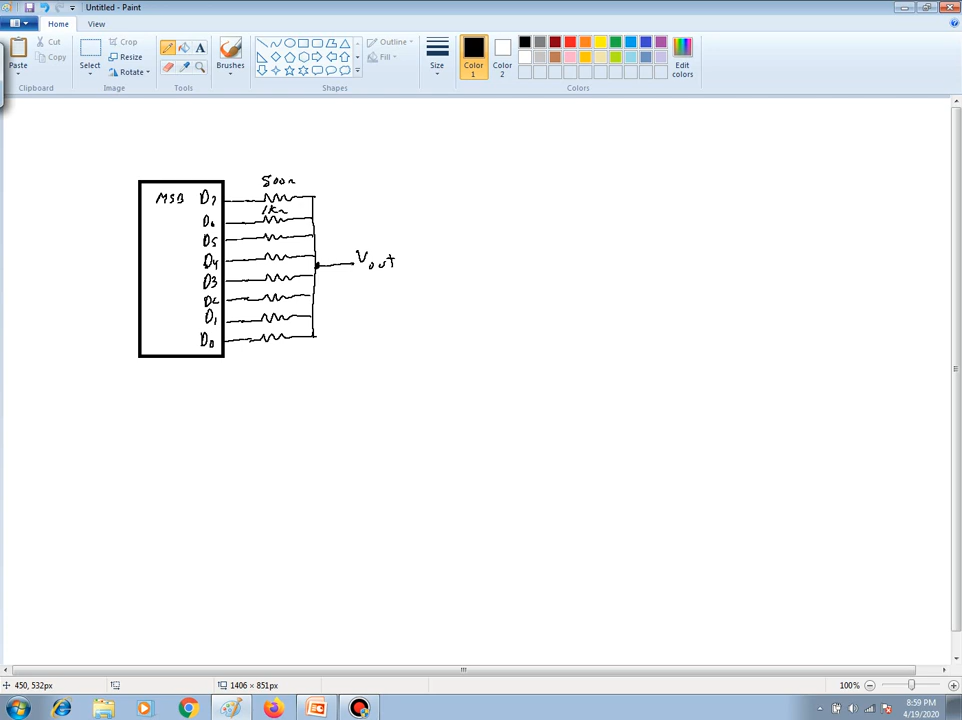 Untitled - Paint
Home View
Paste
Cut
Copy
Clipboard
Select
Crop
Resize
Rotate
Image
Tools
Brushes
Shapes
Outline
Fill
Size
Color 1
Color 2
Edit colors
Colors
500Ω
MSB D7
1kΩ
D6
D5
D4
Vout
D3
D2
D1
D0
450, 532px
1406 × 851px
100%
8:59 PM
4/19/2020